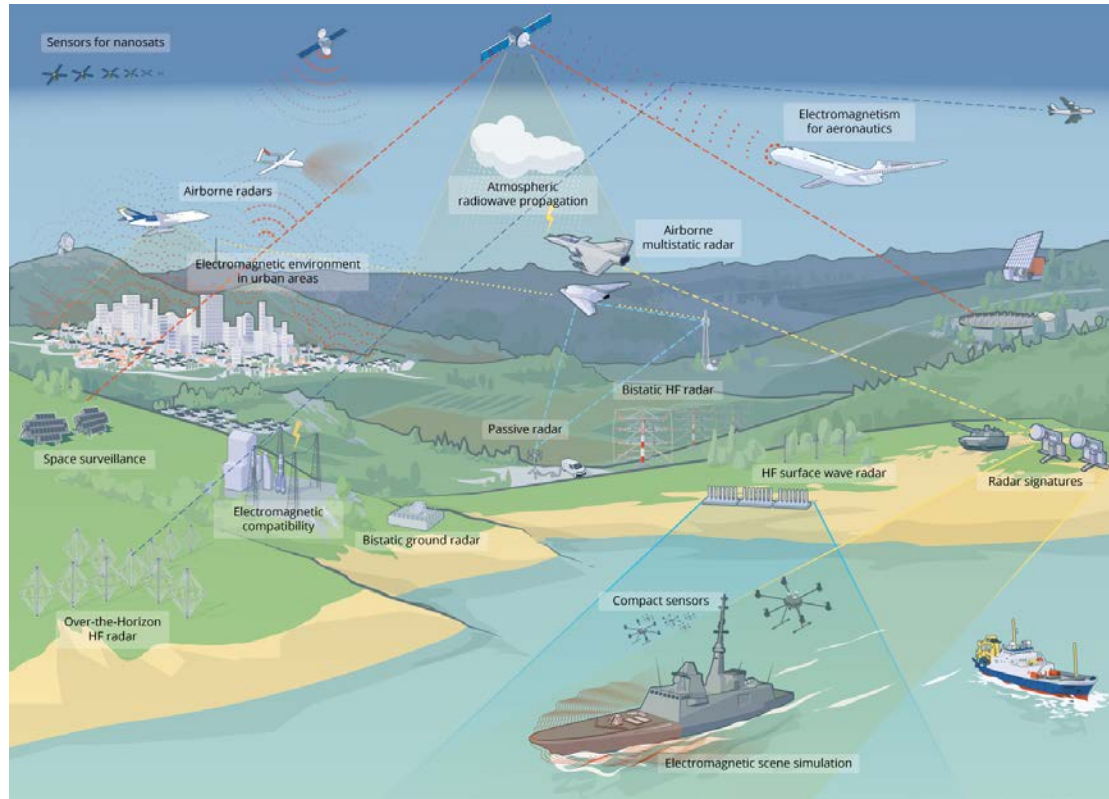 Sensors for nanosats
Electromagnetism
for aeronautics
Airborne radars
Atmospheric
radiowave propagation
Airborne
multistatic radar
Electromagnetic environment
in urban areas
Bistatic HF radar
Passive radar
Space surveillance
HF surface wave radar
Radar signatures
Electromagnetic
compatibility
Bistatic ground radar
Compact sensors
Over-the-Horizon
HF radar
Electromagnetic scene simulation